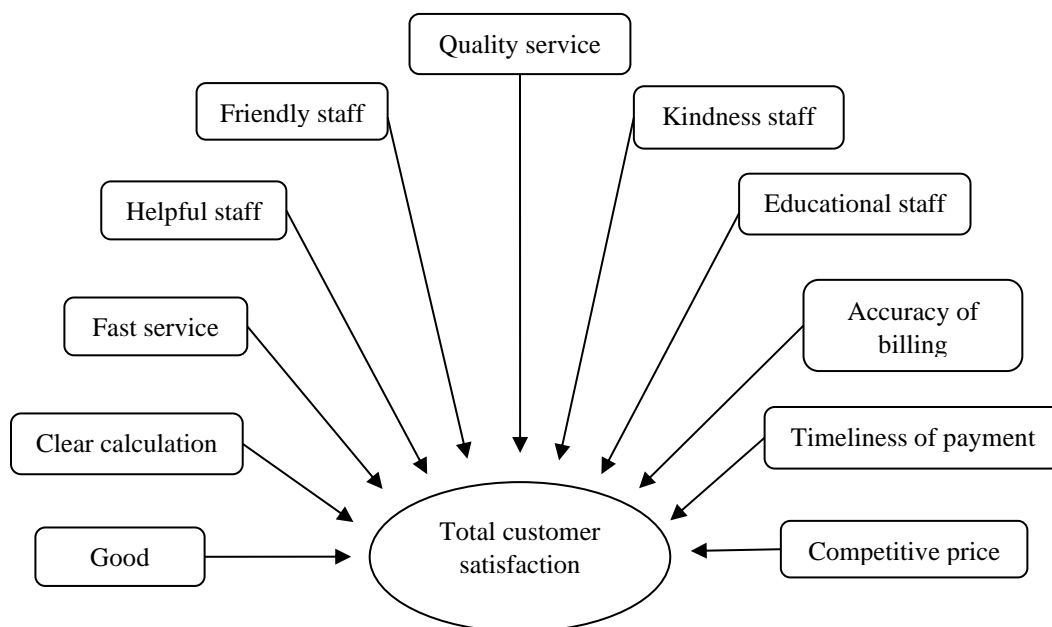 Quality service
Friendly staff
Kindness staff
Helpful staff
Educational staff
Fast service
Accuracy of
billing
Clear calculation
Timeliness of payment
Total customer
satisfaction
Good
Competitive price